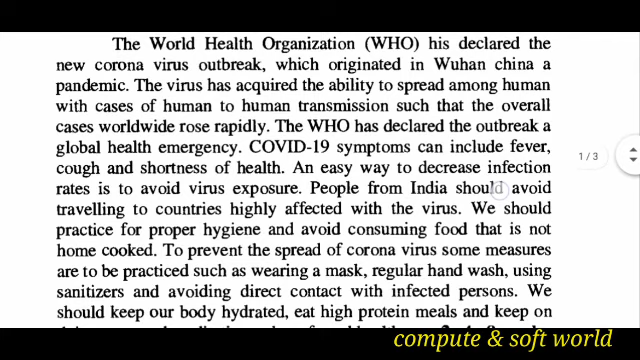 The World Health Organization (WHO) his declared the
new corona virus outbreak, which originated in Wuhan china a
pandemic. The virus has acquired the ability to spread among human
with cases of human to human transmission such that the overall
cases worldwide rose rapidly. The WHO has declared the outbreak a
global health emergency. COVID-19 symptoms can include fever,
cough and shortness of health. An easy way to decrease infection
rates is to avoid virus exposure. People from India should avoid
travelling to countries highly affected with the virus. We should
practice for proper hygiene and avoid consuming food that is not
home cooked. To prevent the spread of corona virus some measures
are to be practiced such as wearing a mask, regular hand wash, using
sanitizers and avoiding direct contact with infected persons. We
should keep our body hydrated, eat high protein meals and keep on
1/3
compute & soft world